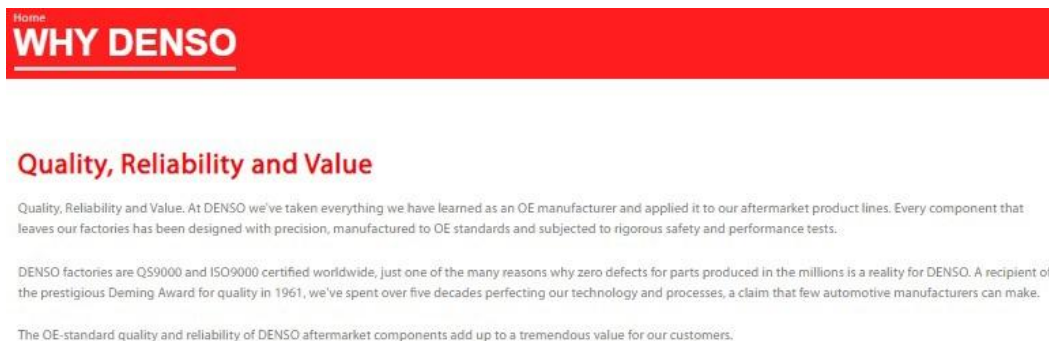 Home
WHY DENSO
Quality, Reliability and Value
Quality, Reliability and Value. At DENSO we've taken everything we have learned as an OE manufacturer and applied it to our aftermarket product lines. Every component that
leaves our factories has been designed with precision, manufactured to OE standards and subjected to rigorous safety and performance tests.
DENSO factories are QS9000 and ISO9000 certified worldwide, just one of the many reasons why zero defects for parts produced in the millions is a reality for DENSO. A recipient of
the prestigious Deming Award for quality in 1961, we've spent over five decades perfecting our technology and processes, a claim that few automotive manufacturers can make.
The OE-standard quality and reliability of DENSO aftermarket components add up to a tremendous value for our customers.